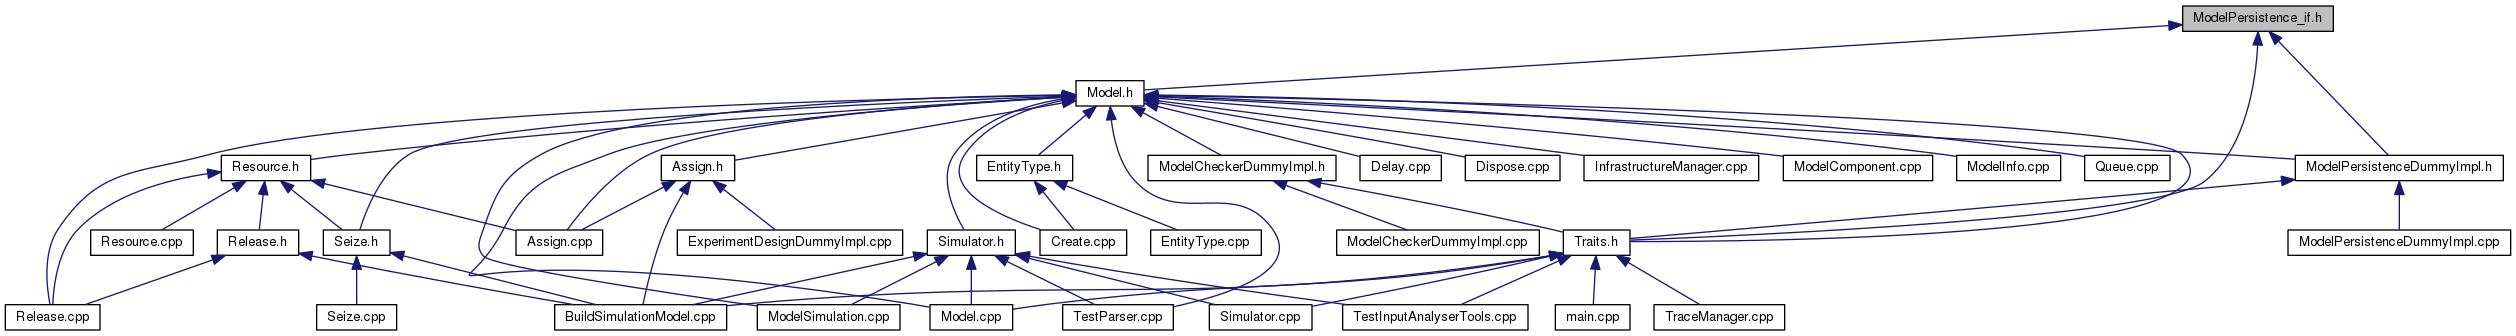 ModelPersistence_if.h
Model.h
Resource.h
Assign.h
EntityType.h
ModelCheckerDummyImpl.h
Delay.cpp
Dispose.cpp
InfrastructureManager.cpp
ModelComponent.cpp
ModelInfo.cpp
Queue.cpp
ModelPersistenceDummyImpl.h
Resource.cpp
Release.h
Seize.h
Assign.cpp
ExperimentDesignDummyImpl.cpp
Simulator.h
Create.cpp
EntityType.cpp
ModelCheckerDummyImpl.cpp
Traits.h
ModelPersistenceDummyImpl.cpp
Release.cpp
Seize.cpp
BuildSimulationModel.cpp
ModelSimulation.cpp
Model.cpp
TestParser.cpp
Simulator.cpp
TestInputAnalyserTools.cpp
main.cpp
TraceManager.cpp